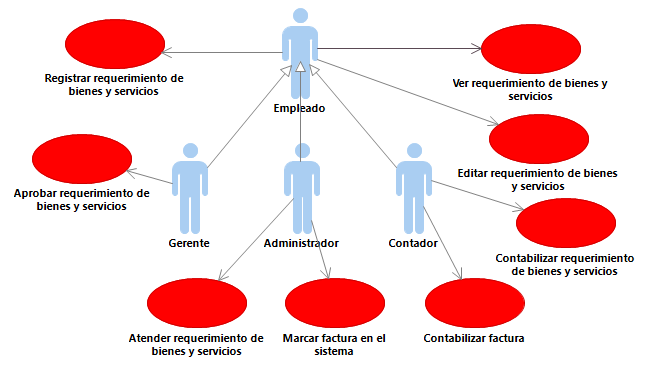 Registrar requerimiento de
bienes y servicios
Empleado
Ver requerimiento de bienes y
servicios
Editar requerimiento de bienes
y servicios
Aprobar requerimiento de
bienes y servicios
Gerente
Administrador
Contador
Contabilizar requerimiento
de bienes y servicios
Atender requerimiento de
bienes y servicios
Marcar factura en el
sistema
Contabilizar factura